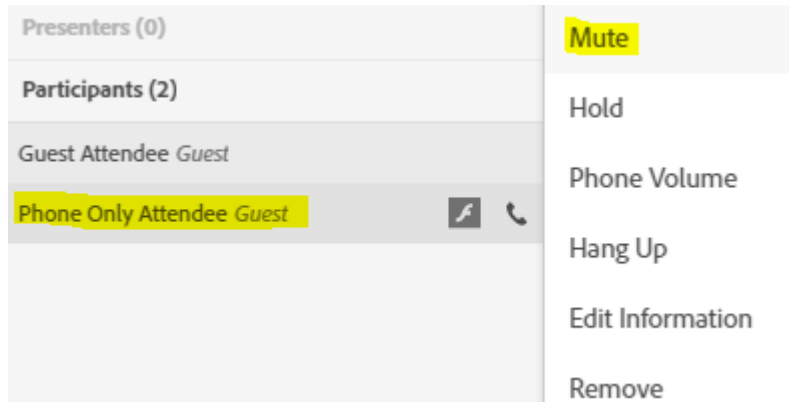 Presenters (0)
Participants (2)
Guest Attendee Guest
Phone Only Attendee Guest
Mute
Hold
Phone Volume
Hang Up
Edit Information
Remove